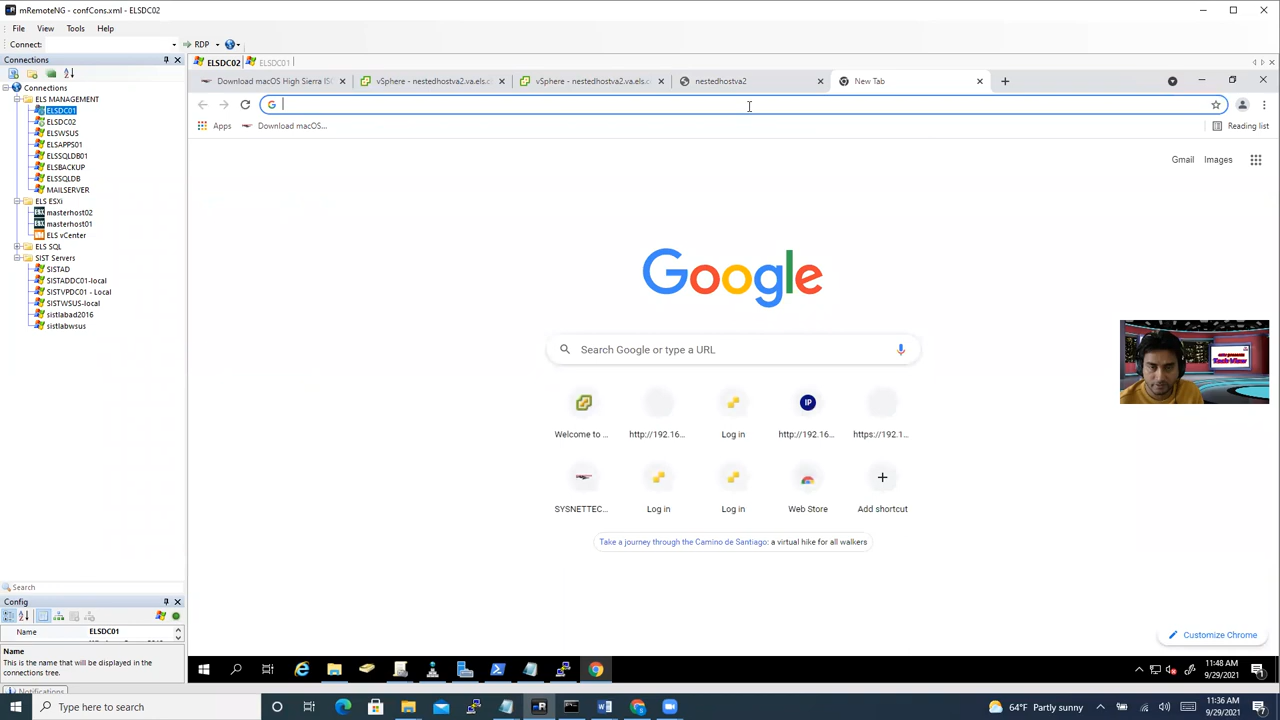 mRemoteNG - confCons.xml - ELSDC02
File View Tools Help
Connect: RDP
Connections
ELSDC02 ELSDC01
Download macOS High Sierra ISO
vSphere - nestedhostva2.va.els.c
vSphere - nestedhostva2.va.els.c
nestedhostva2
New Tab
Apps Download macOS... Reading list
Connections
ELS MANAGEMENT
ELSDC01
ELSDC02
ELSWSUS
ELSAPPS01
ELSSQLDB01
ELSBACKUP
ELSSQLDB
MAILSERVER
ELS ESXi
masterhost02
masterhost01
ELS vCenter
ELS SQL
SIST Servers
SISTAD
SISTADDC01-local
SISTVPDC01 - Local
SISTWSUS-local
sistlabad2016
sistlabwsus
Gmail Images
Google
Search Google or type a URL
Welcome to ... http://192.16... Log in http://192.16... https://192.1...
IP
SYSNETTEC... Log in Log in Web Store Add shortcut
Take a journey through the Camino de Santiago: a virtual hike for all walkers
Customize Chrome
Search
Config
Name ELSDC01
Name
This is the name that will be displayed in the
connections tree.
Notifications
11:48 AM
9/29/2021
Type here to search
64°F Partly sunny
11:36 AM
9/29/2021